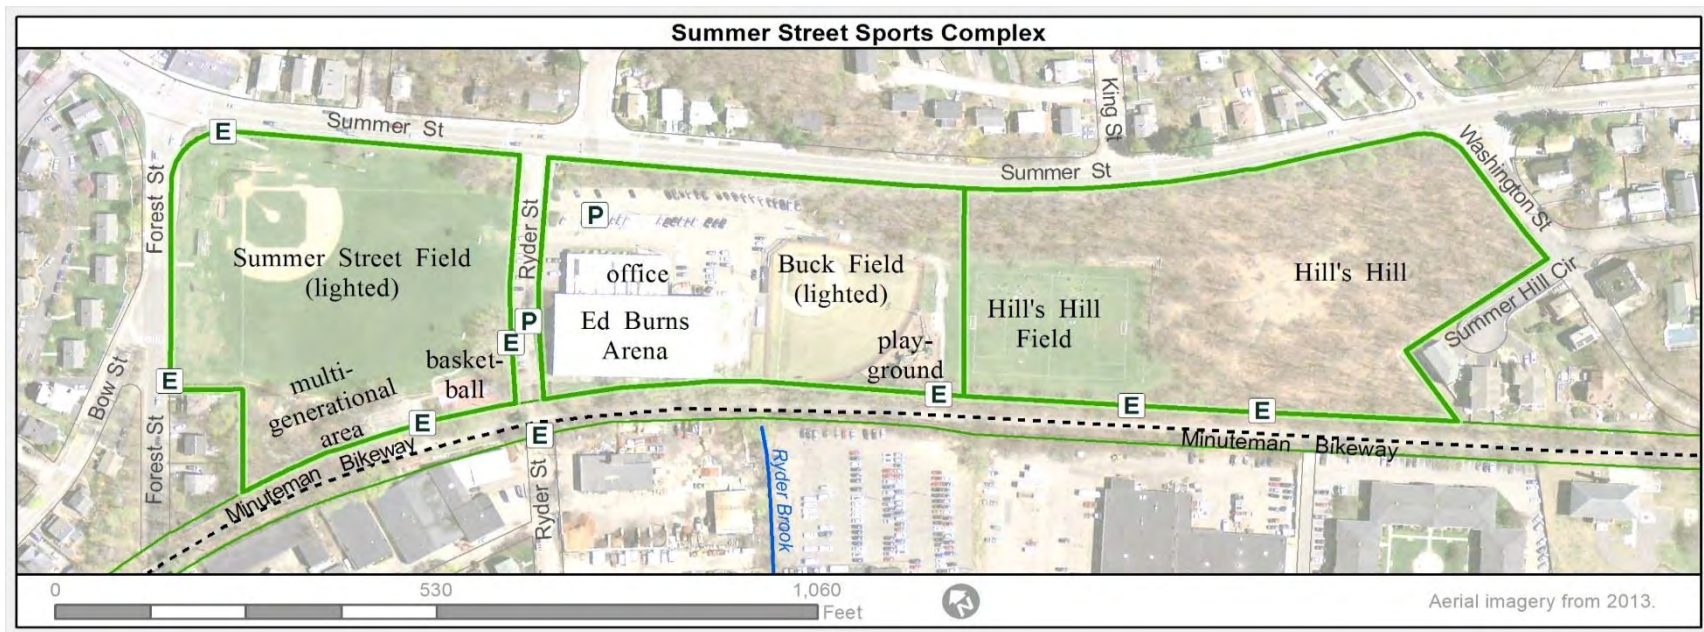 Summer Street Sports Complex
E
Summer St
King St
Summer St
Washington St
Forest St
P
Ryder St
Summer Street Field
(lighted)
office
Buck Field
(lighted)
Hill's Hill
Ed Burns
Arena
Hill's Hill
Field
Summer Hill Cir
P
E
play-
ground
basket-
ball
multi-
generational
area
Bow St
E
E
E
E
E
E
Forest St
Minuteman Bikeway
Minuteman Bikeway
Ryder St
Ryder Brook
0
530
1,060
Feet
N
Aerial imagery from 2013.